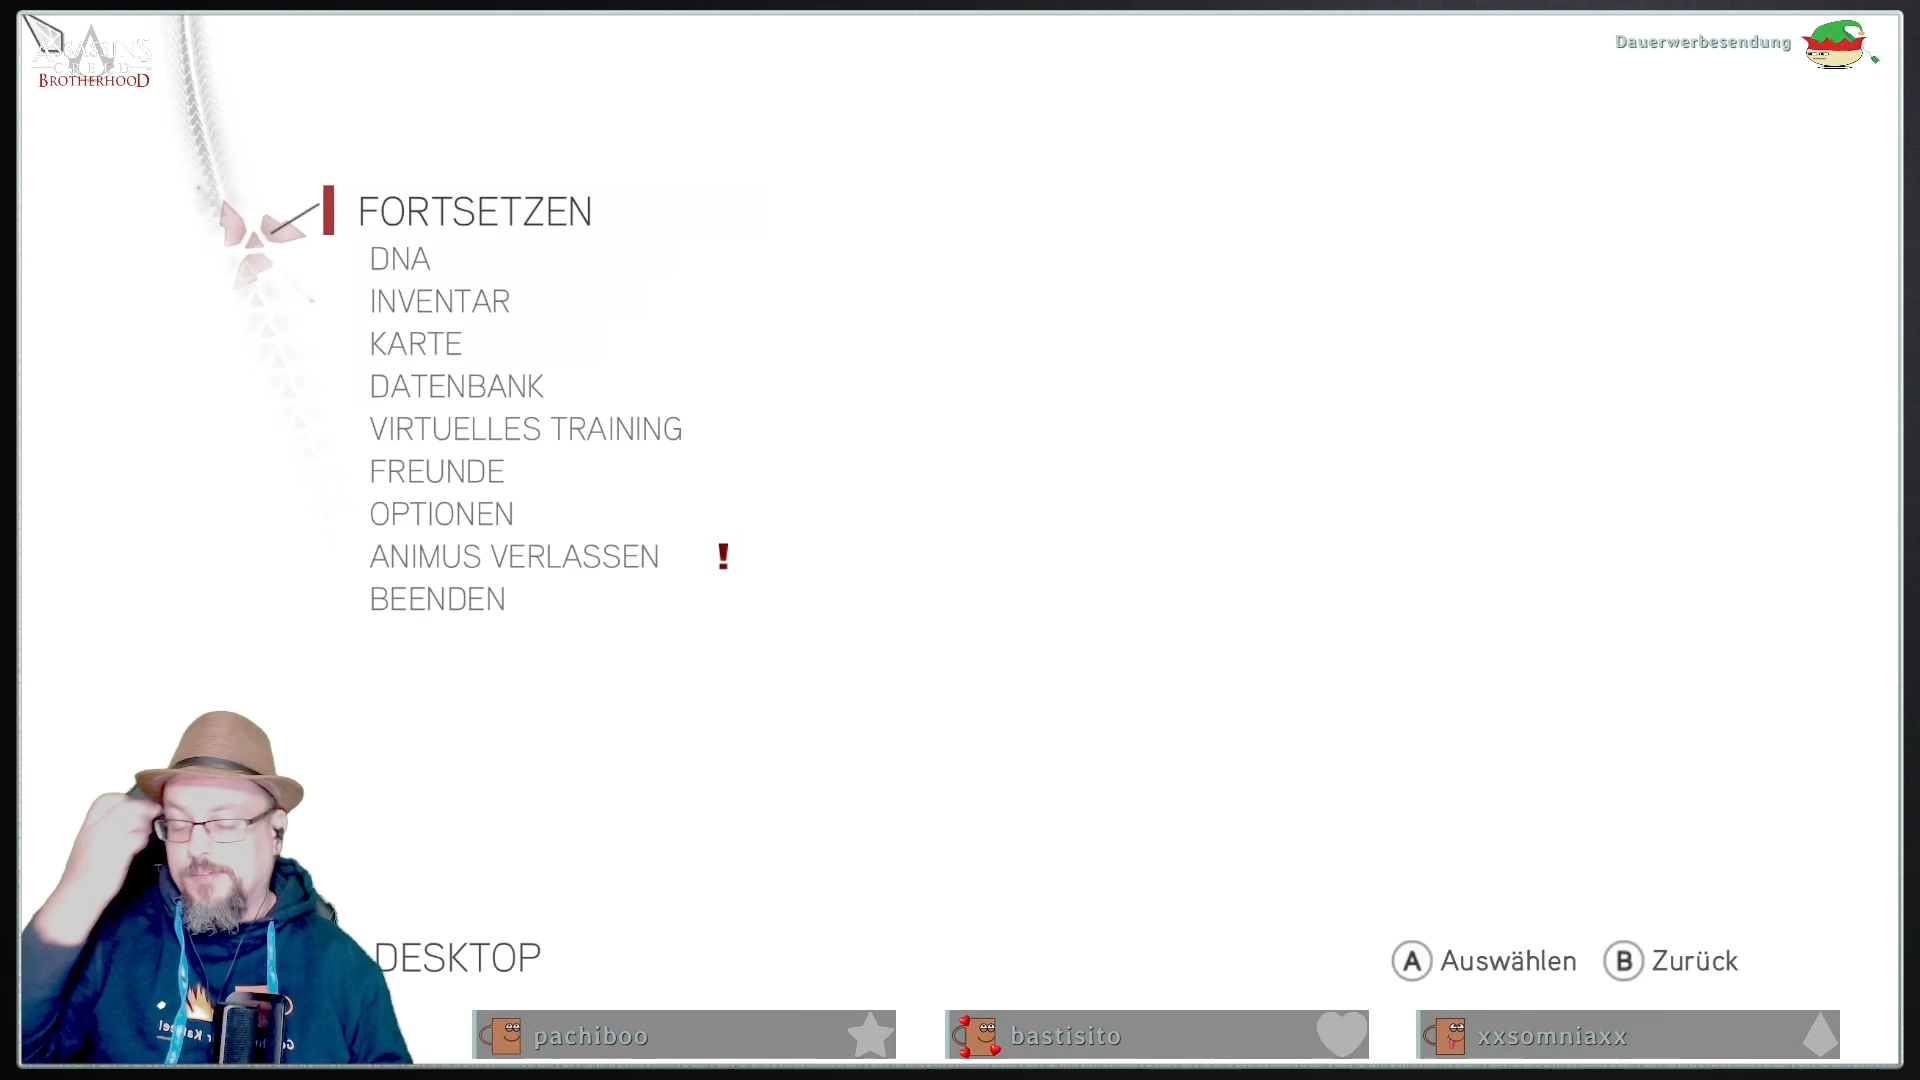 ASSASSIN'S
CREED
BROTHERHOOD
Dauerwerbesendung
FORTSETZEN
DNA
INVENTAR
KARTE
DATENBANK
VIRTUELLES TRAINING
FREUNDE
OPTIONEN
ANIMUS VERLASSEN !
BEENDEN
DESKTOP
A Auswählen B Zurück
pachiboo
bastisito
xxsomniaxx